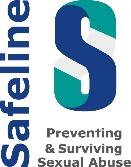 Safeline
Preventing
& Surviving
Sexual Abuse